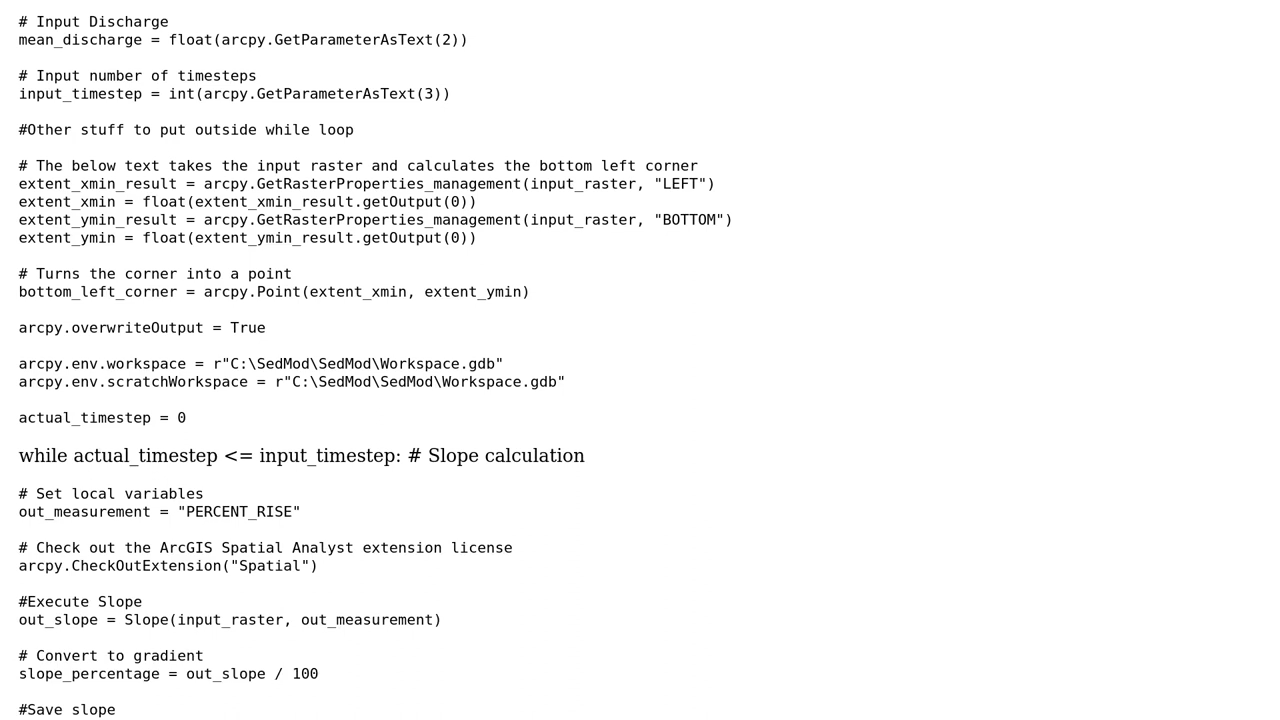 # Input Discharge
mean_discharge = float(arcpy.GetParameterAsText(2))
# Input number of timesteps
input_timestep = int(arcpy.GetParameterAsText(3))
#Other stuff to put outside while loop
# The below text takes the input raster and calculates the bottom left corner
extent_xmin_result = arcpy.GetRasterProperties_management(input_raster, "LEFT")
extent_xmin = float(extent_xmin_result.getOutput(0))
extent_ymin_result = arcpy.GetRasterProperties_management(input_raster, "BOTTOM")
extent_ymin = float(extent_ymin_result.getOutput(0))
# Turns the corner into a point
bottom_left_corner = arcpy.Point(extent_xmin, extent_ymin)
arcpy.overwriteOutput = True
arcpy.env.workspace = r"C:\SedMod\SedMod\Workspace.gdb"
arcpy.env.scratchWorkspace = r"C:\SedMod\SedMod\Workspace.gdb"
actual_timestep = 0
while actual_timestep <= input_timestep: # Slope calculation
# Set local variables
out_measurement = "PERCENT_RISE"
# Check out the ArcGIS Spatial Analyst extension license
arcpy.CheckOutExtension("Spatial")
#Execute Slope
out_slope = Slope(input_raster, out_measurement)
# Convert to gradient
slope_percentage = out_slope / 100
#Save slope